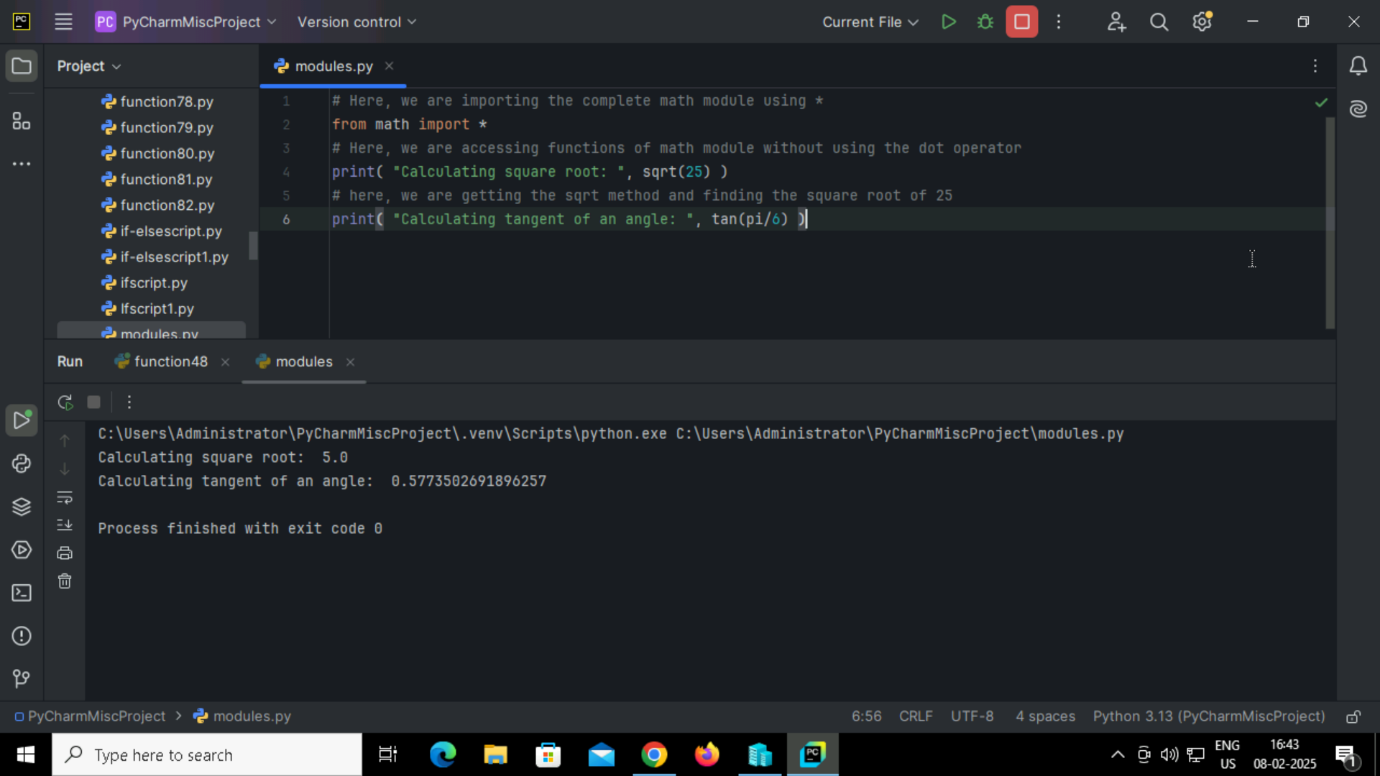 PC
PC PyCharmMiscProject
Version control
Current File
Project
modules.py
function78.py
function79.py
function80.py
function81.py
function82.py
if-elsescript.py
if-elsescript1.py
ifscript.py
Ifscript1.py
modules.py
1 # Here, we are importing the complete math module using *
2 from math import *
3 # Here, we are accessing functions of math module without using the dot operator
4 print( "Calculating square root: ", sqrt(25) )
5 # here, we are getting the sqrt method and finding the square root of 25
6 print( "Calculating tangent of an angle: ", tan(pi/6) )
Run
function48
modules
C:\Users\Administrator\PyCharmMiscProject\.venv\Scripts\python.exe C:\Users\Administrator\PyCharmMiscProject\modules.py
Calculating square root:  5.0
Calculating tangent of an angle:  0.5773502691896257
Process finished with exit code 0
PyCharmMiscProject > modules.py
6:56 CRLF UTF-8 4 spaces Python 3.13 (PyCharmMiscProject)
Type here to search
PC
ENG
US
16:43
08-02-2025
1